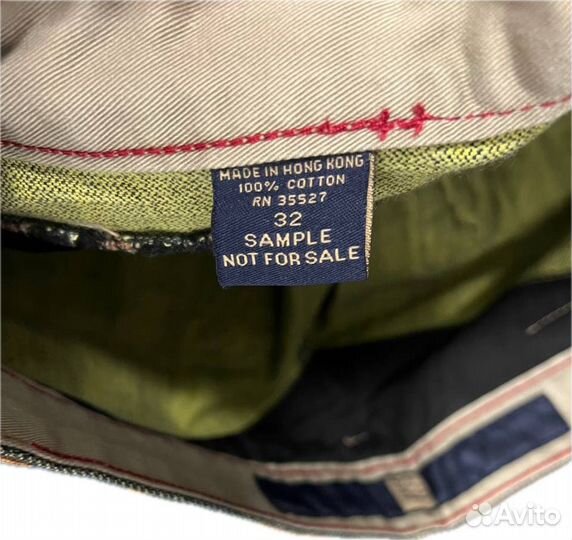 MADE IN HONG KONG
100% COTTON
RN 35527
32
SAMPLE
NOT FOR SALE
Avito